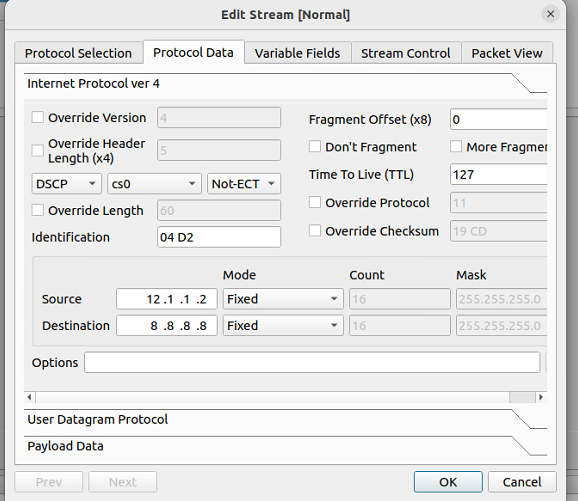 Edit Stream [Normal]
Protocol Selection Protocol Data Variable Fields Stream Control Packet View
Internet Protocol ver 4
Override Version 4 Fragment Offset (x8) 0
Override Header Length (x4) 5 Don't Fragment More Fragmer
Time To Live (TTL) 127
DSCP cs0 Not-ECT Override Protocol 11
Override Length 60 Override Checksum 19 CD
Identification 04 D2
Mode Count Mask
Source 12 .1 .1 .2 Fixed 16 255.255.255.0
Destination 8 .8 .8 .8 Fixed 16 255.255.255.0
Options
User Datagram Protocol
Payload Data
Prev Next OK Cancel